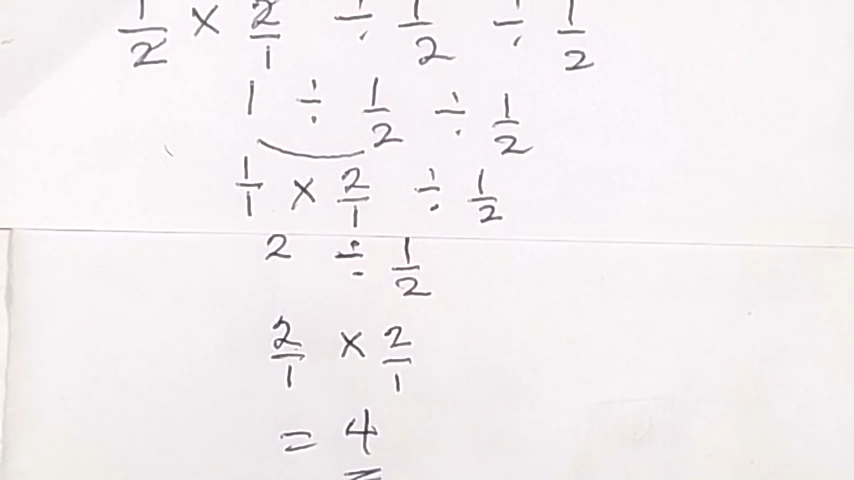 1/2 × 2/1 ÷ 1/2 ÷ 1/2
1 ÷ 1/2 ÷ 1/2
1/1 × 2/1 ÷ 1/2
2 ÷ 1/2
2/1 × 2/1
= 4